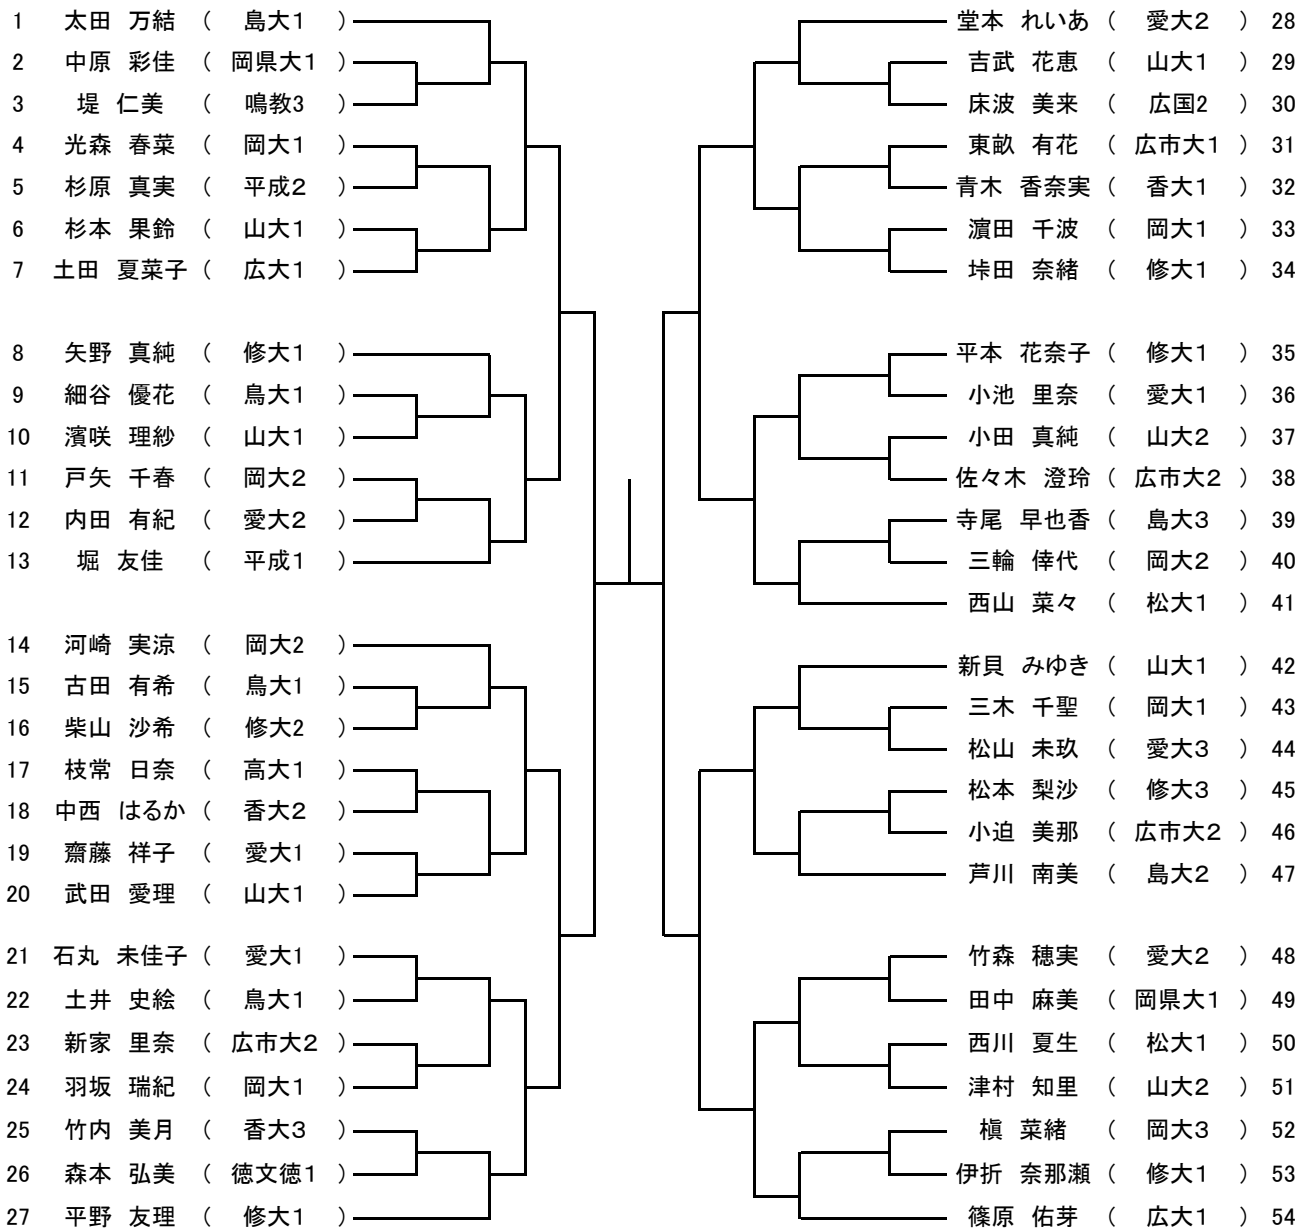 1 太田 万結 ( 島大1 )
2 中原 彩佳 ( 岡県大1 )
3 堤 仁美 ( 鳴教3 )
4 光森 春菜 ( 岡大1 )
5 杉原 真実 ( 平成2 )
6 杉本 果鈴 ( 山大1 )
7 土田 夏菜子 ( 広大1 )
8 矢野 真純 ( 修大1 )
9 細谷 優花 ( 鳥大1 )
10 濱咲 理紗 ( 山大1 )
11 戸矢 千春 ( 岡大2 )
12 内田 有紀 ( 愛大2 )
13 堀 友佳 ( 平成1 )
14 河崎 実涼 ( 岡大2 )
15 古田 有希 ( 鳥大1 )
16 柴山 沙希 ( 修大2 )
17 枝常 日奈 ( 高大1 )
18 中西 はるか ( 香大2 )
19 齋藤 祥子 ( 愛大1 )
20 武田 愛理 ( 山大1 )
21 石丸 未佳子 ( 愛大1 )
22 土井 史絵 ( 鳥大1 )
23 新家 里奈 ( 広市大2 )
24 羽坂 瑞紀 ( 岡大1 )
25 竹内 美月 ( 香大3 )
26 森本 弘美 ( 徳文徳1 )
27 平野 友理 ( 修大1 )
堂本 れいあ ( 愛大2 ) 28
吉武 花恵 ( 山大1 ) 29
床波 美来 ( 広国2 ) 30
東畝 有花 ( 広市大1 ) 31
青木 香奈実 ( 香大1 ) 32
濵田 千波 ( 岡大1 ) 33
垰田 奈緒 ( 修大1 ) 34
平本 花奈子 ( 修大1 ) 35
小池 里奈 ( 愛大1 ) 36
小田 真純 ( 山大2 ) 37
佐々木 澄玲 ( 広市大2 ) 38
寺尾 早也香 ( 島大3 ) 39
三輪 倖代 ( 岡大2 ) 40
西山 菜々 ( 松大1 ) 41
新貝 みゆき ( 山大1 ) 42
三木 千聖 ( 岡大1 ) 43
松山 未玖 ( 愛大3 ) 44
松本 梨沙 ( 修大3 ) 45
小迫 美那 ( 広市大2 ) 46
芦川 南美 ( 島大2 ) 47
竹森 穂実 ( 愛大2 ) 48
田中 麻美 ( 岡県大1 ) 49
西川 夏生 ( 松大1 ) 50
津村 知里 ( 山大2 ) 51
槇 菜緒 ( 岡大3 ) 52
伊折 奈那瀬 ( 修大1 ) 53
篠原 佑芽 ( 広大1 ) 54